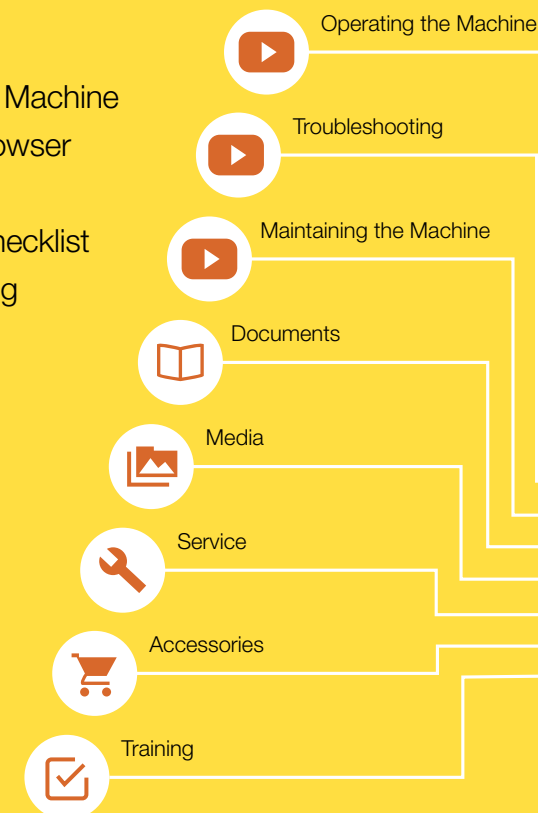 Operating the Machine
Machine
Troubleshooting
Maintaining the Machine
Documents
Media
Service
Accessories
Training